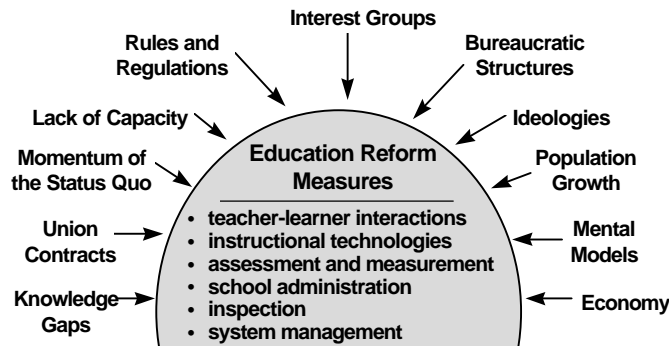 Interest Groups
Rules and
Regulations
Bureaucratic
Structures
Lack of Capacity
Ideologies
Momentum of
the Status Quo
Education Reform
Measures
Population
Growth
Union
Contracts
• teacher-learner interactions
• instructional technologies
• assessment and measurement
• school administration
• inspection
• system management
Mental
Models
Knowledge
Gaps
Economy